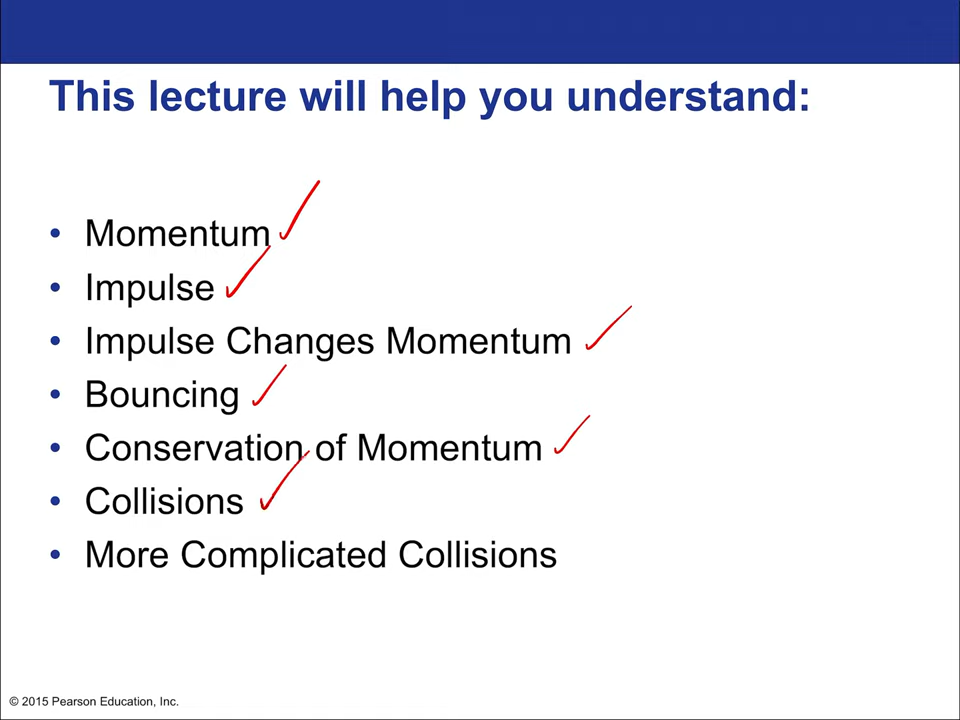 This lecture will help you understand:
• Momentum
• Impulse
• Impulse Changes Momentum
• Bouncing
• Conservation of Momentum
• Collisions
• More Complicated Collisions
© 2015 Pearson Education, Inc.